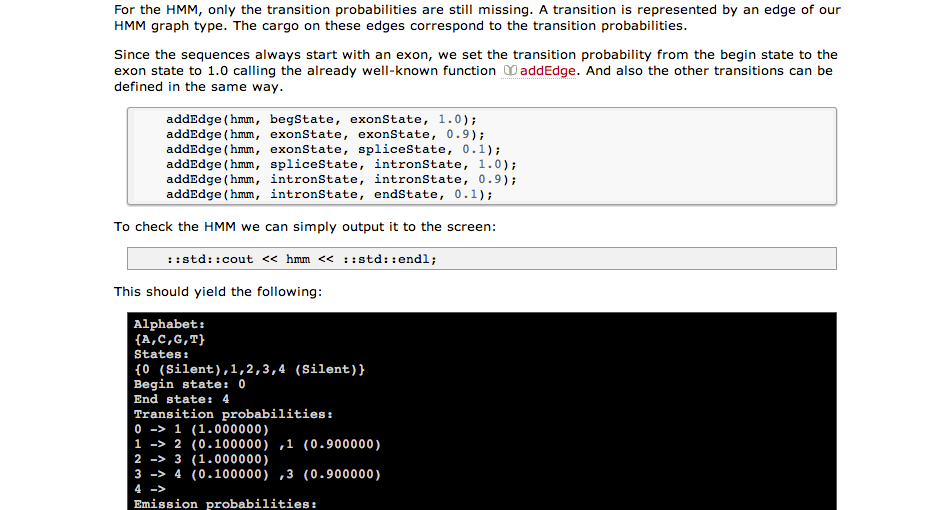 For the HMM, only the transition probabilities are still missing. A transition is represented by an edge of our
HMM graph type. The cargo on these edges correspond to the transition probabilities.
Since the sequences always start with an exon, we set the transition probability from the begin state to the
exon state to 1.0 calling the already well-known function addEdge. And also the other transitions can be
defined in the same way.
addEdge(hmm, begState, exonState, 1.0);
addEdge(hmm, exonState, exonState, 0.9);
addEdge(hmm, exonState, spliceState, 0.1);
addEdge(hmm, spliceState, intronState, 1.0);
addEdge(hmm, intronState, intronState, 0.9);
addEdge(hmm, intronState, endState, 0.1);
To check the HMM we can simply output it to the screen:
::std::cout << hmm << ::std::endl;
This should yield the following:
Alphabet:
{A,C,G,T}
States:
{0 (Silent),1,2,3,4 (Silent)}
Begin state: 0
End state: 4
Transition probabilities:
0 -> 1 (1.000000)
1 -> 2 (0.100000) ,1 (0.900000)
2 -> 3 (1.000000)
3 -> 4 (0.100000) ,3 (0.900000)
4 ->
Emission probabilities: